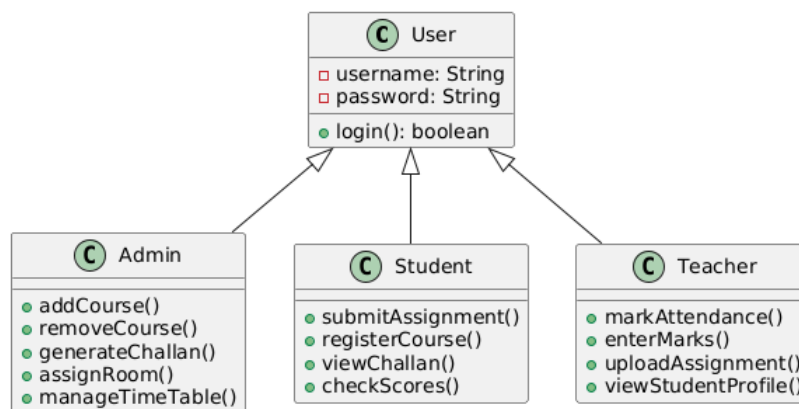 C User
username: String
password: String
login(): boolean
C Admin
addCourse()
removeCourse()
generateChallan()
assignRoom()
manageTimeTable()
C Student
submitAssignment()
registerCourse()
viewChallan()
checkScores()
C Teacher
markAttendance()
enterMarks()
uploadAssignment()
viewStudentProfile()